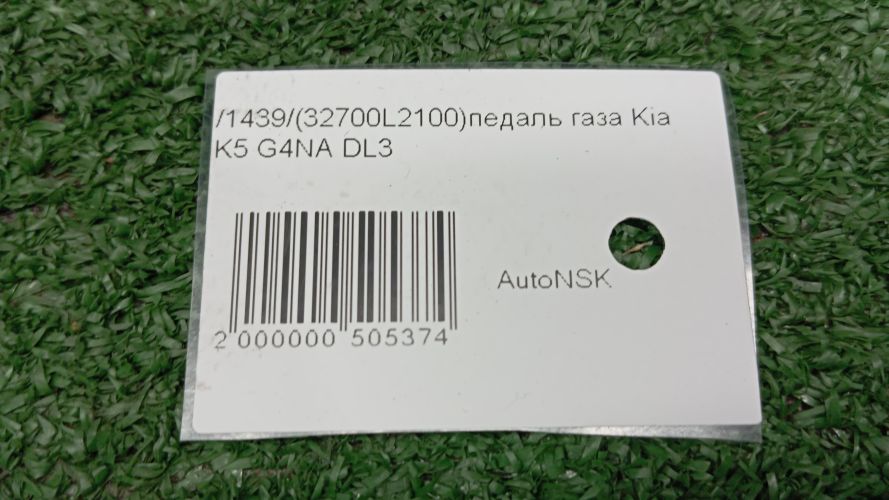 /1439/(32700L2100)педаль газа Kia
K5 G4NA DL3
AutoNSK
2 000000 505374